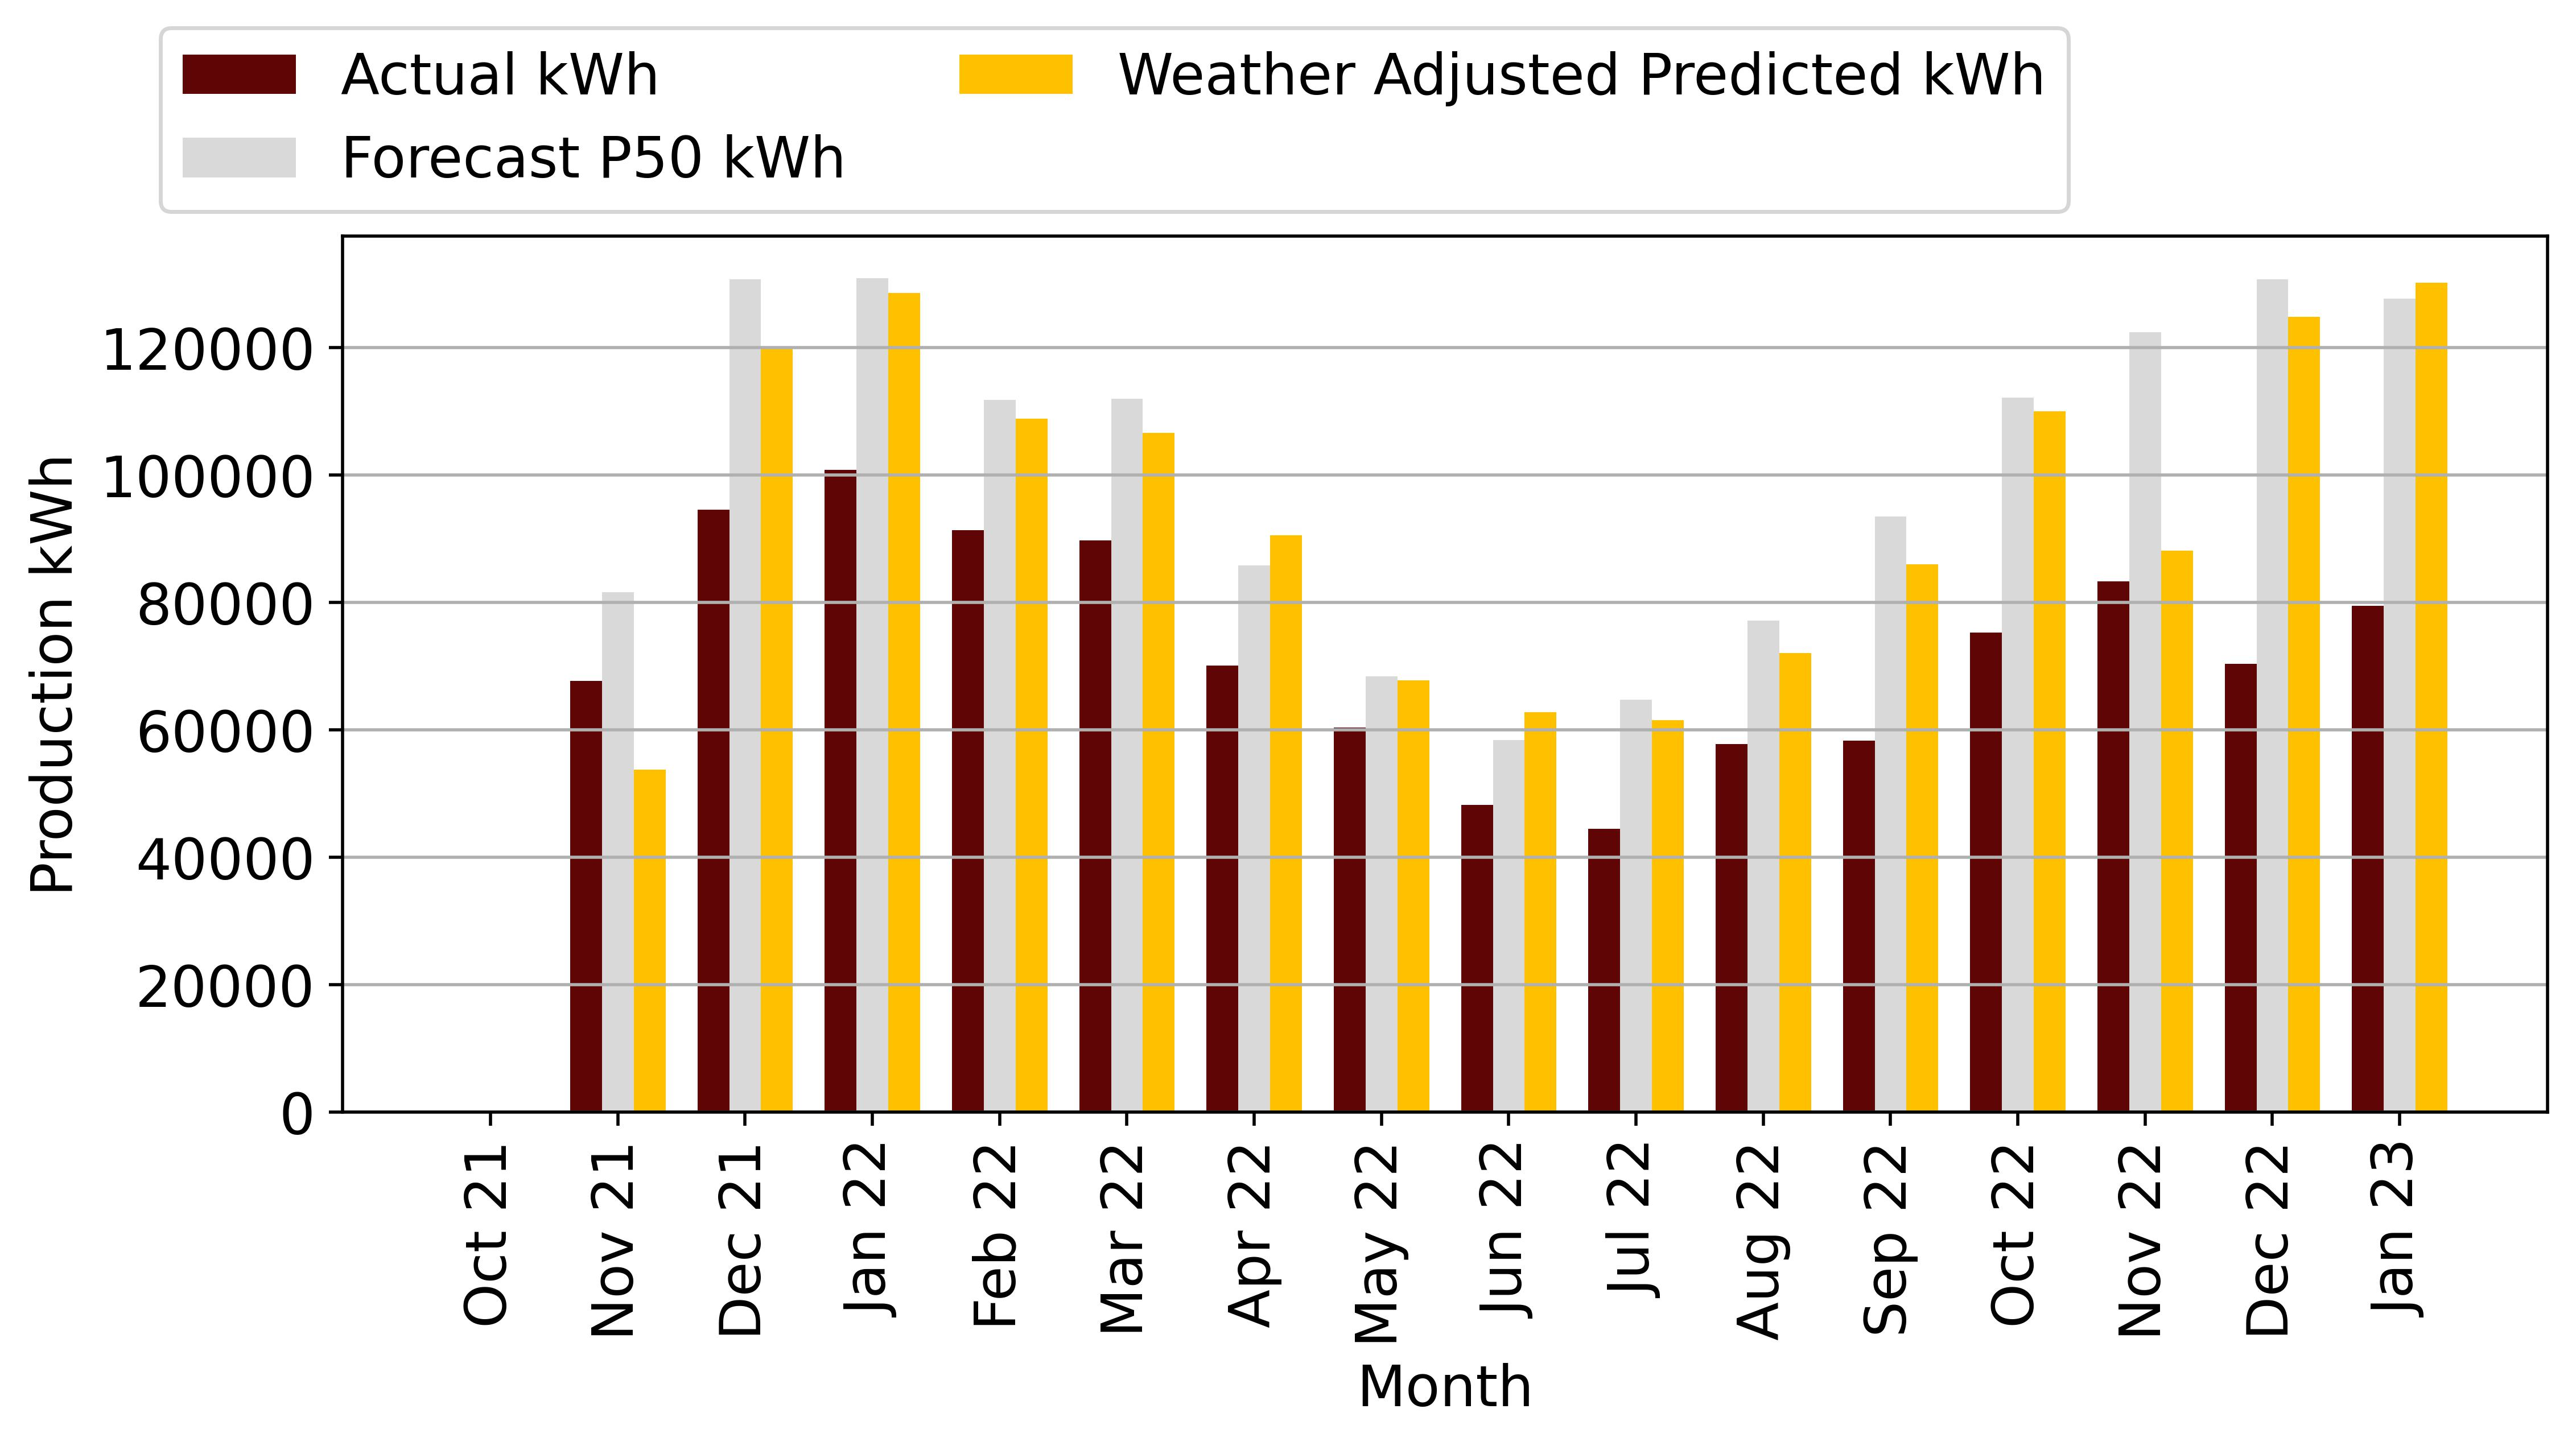 Actual kWh
Forecast P50 kWh
Weather Adjusted Predicted kWh
Production kWh
120000
100000
80000
60000
40000
20000
0
Oct 21
Nov 21
Dec 21
Jan 22
Feb 22
Mar 22
Apr 22
May 22
Jun 22
Jul 22
Aug 22
Sep 22
Oct 22
Nov 22
Dec 22
Jan 23
Month